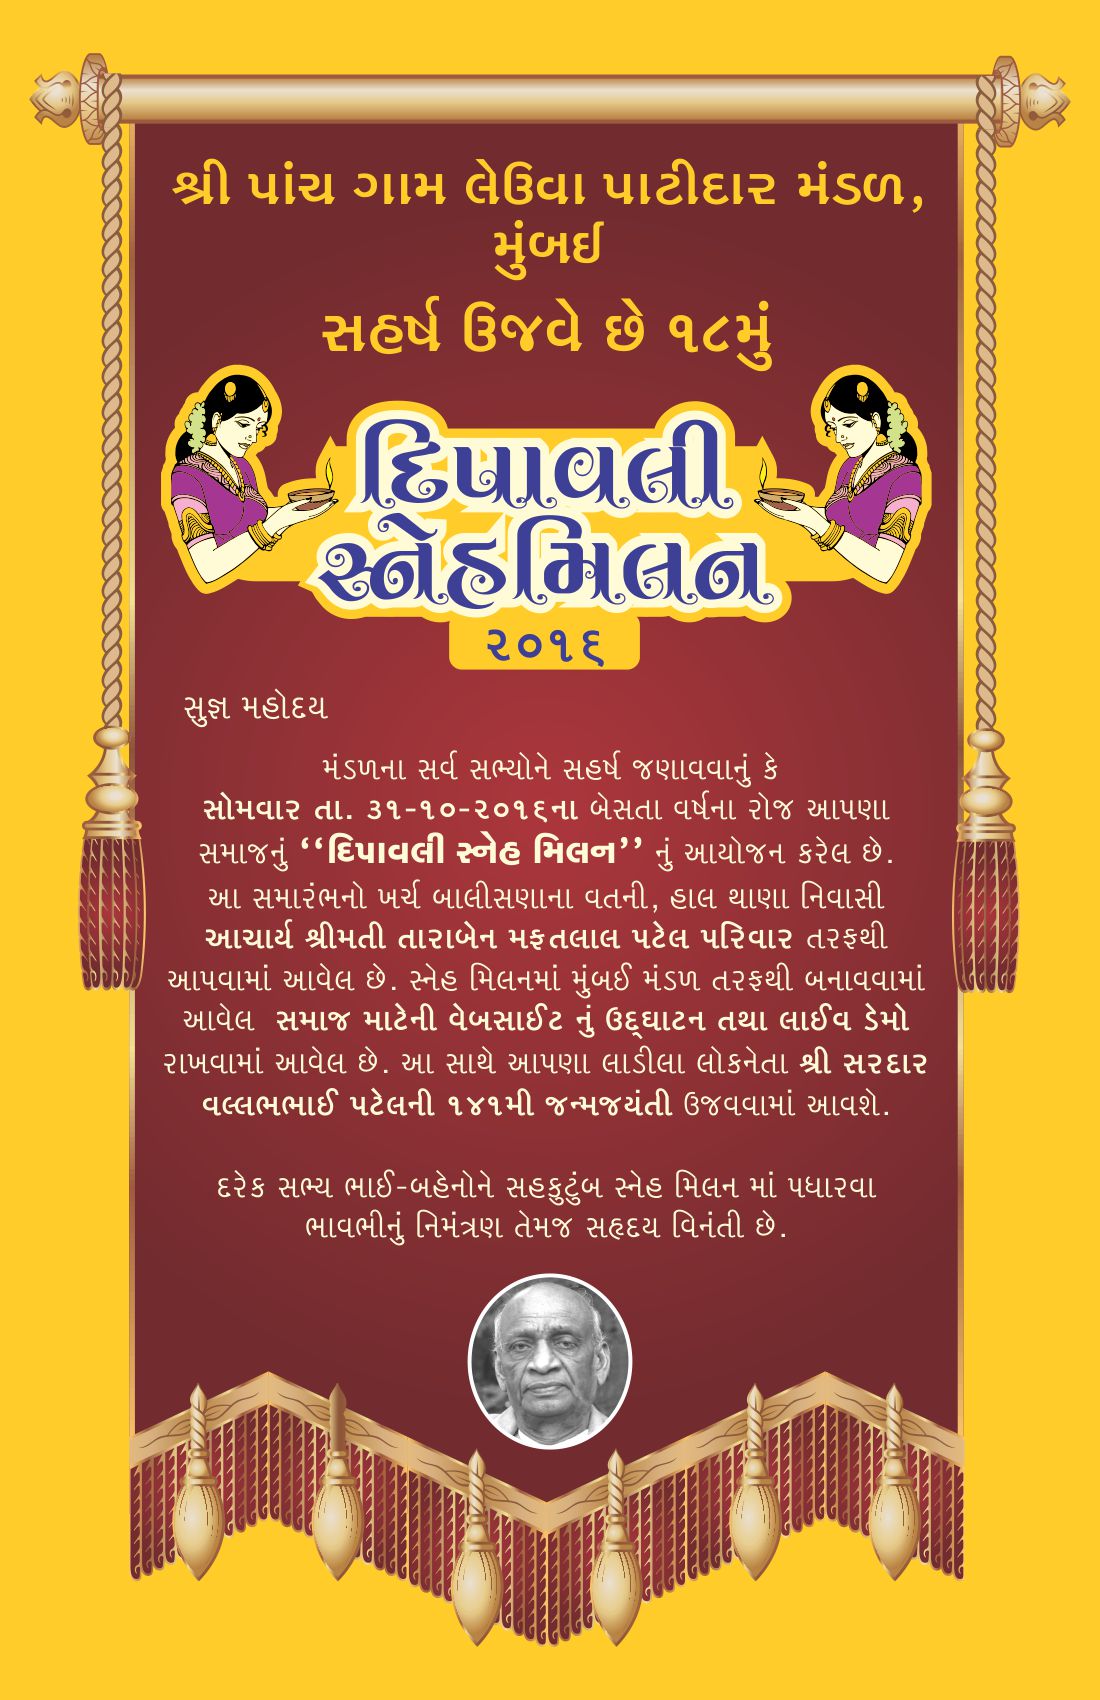 શ્રી પાંચ ગામ લેઉવા પાટીદાર મંડળ,
મુંબઈ
સહર્ષ ઉજવે છે ૧૮મું
દિપાવલી
સ્નેહમિલન
૨૦૧૬
સુજ્ઞ મહોદય
મંડળના સર્વ સભ્યોને સહર્ષ જણાવવાનું કે
સોમવાર તા. ૩૧-૧૦-૨૦૧૬ના બેસતા વર્ષના રોજ આપણા
સમાજનું ‘‘દિપાવલી સ્નેહ મિલન’’ નું આયોજન કરેલ છે.
આ સમારંભનો ખર્ચ બાલીસણાના વતની, હાલ થાણા નિવાસી
આચાર્ય શ્રીમતી તારાબેન મફતલાલ પટેલ પરિવાર તરફથી
આપવામાં આવેલ છે. સ્નેહ મિલનમાં મુંબઈ મંડળ તરફથી બનાવવામાં
આવેલ સમાજ માટેની વેબસાઈટ નું ઉદ્‌ઘાટન તથા લાઈવ ડેમો
રાખવામાં આવેલ છે. આ સાથે આપણા લાડીલા લોકનેતા શ્રી સરદાર
વલ્લભભાઈ પટેલની ૧૪૧મી જન્મજયંતી ઉજવવામાં આવશે.
દરેક સભ્ય ભાઈ-બહેનોને સહકુટુંબ સ્નેહ મિલન માં પધારવા
ભાવભીનું નિમંત્રણ તેમજ સહૃદય વિનંતી છે.